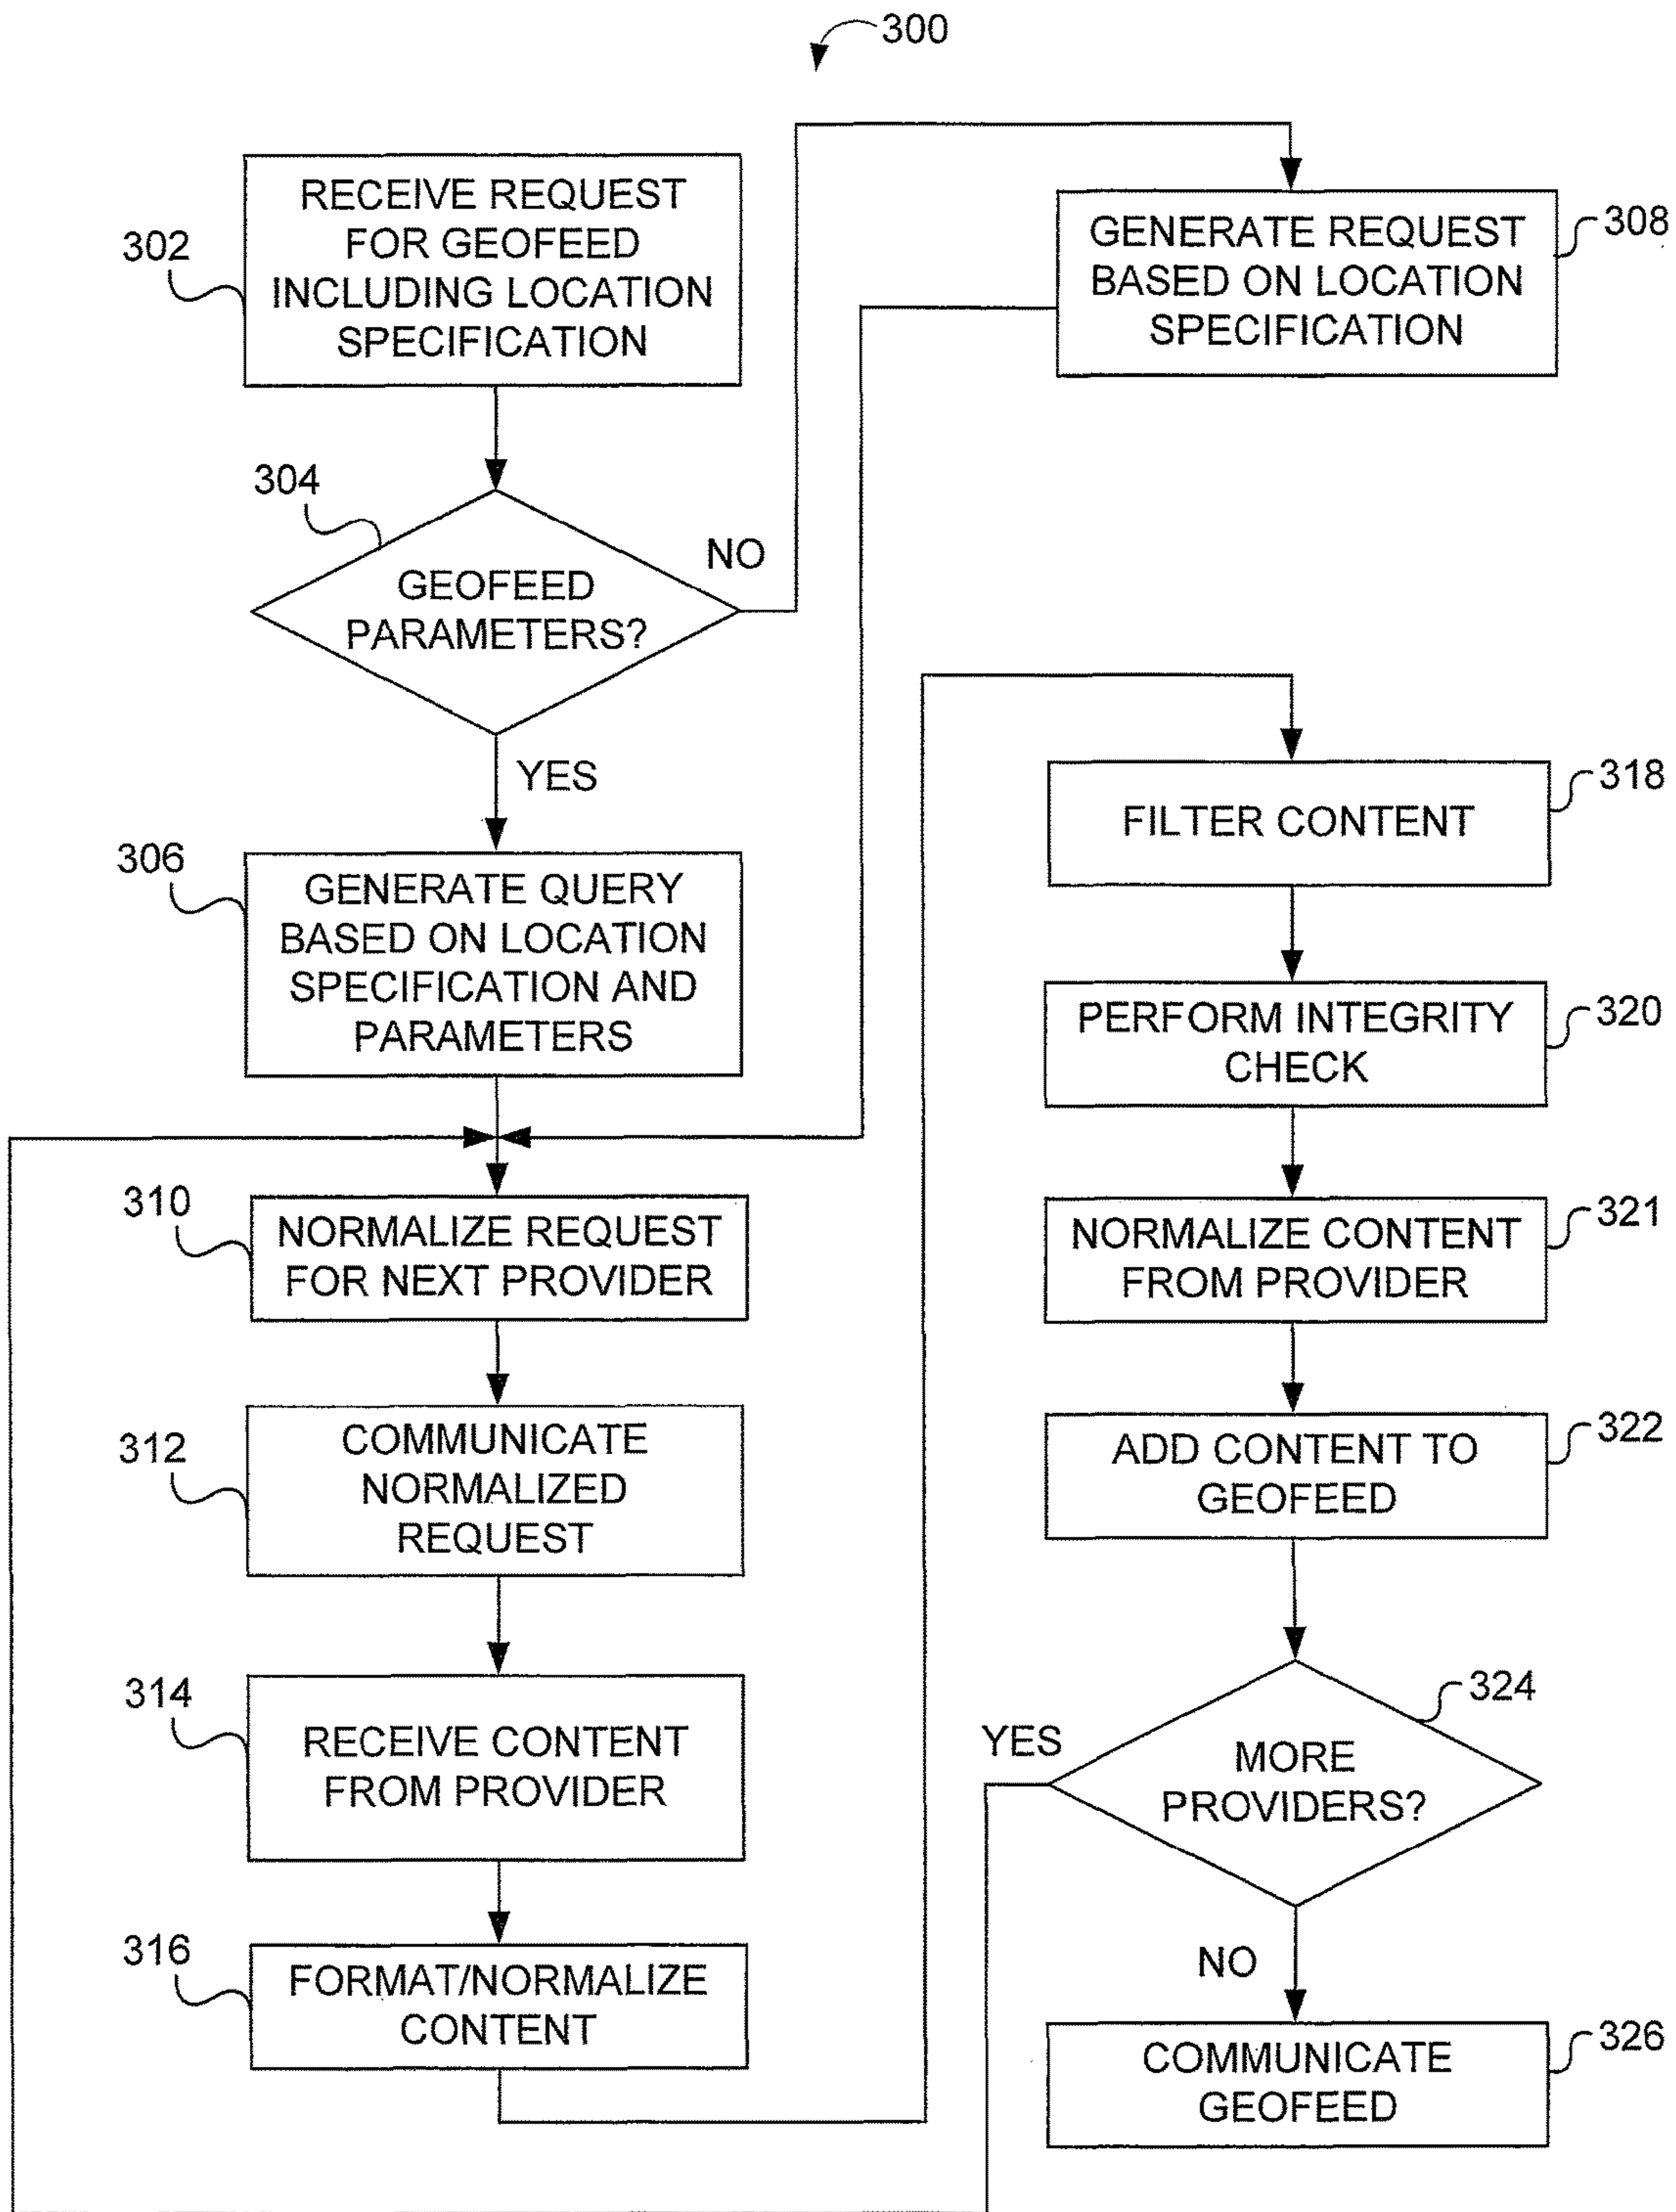 300
302
RECEIVE REQUEST
FOR GEOFEED
INCLUDING LOCATION
SPECIFICATION
304
GEOFEED
PARAMETERS?
NO
YES
306
GENERATE QUERY
BASED ON LOCATION
SPECIFICATION AND
PARAMETERS
308
GENERATE REQUEST
BASED ON LOCATION
SPECIFICATION
310
NORMALIZE REQUEST
FOR NEXT PROVIDER
312
COMMUNICATE
NORMALIZED
REQUEST
314
RECEIVE CONTENT
FROM PROVIDER
316
FORMAT/NORMALIZE
CONTENT
318
FILTER CONTENT
320
PERFORM INTEGRITY
CHECK
321
NORMALIZE CONTENT
FROM PROVIDER
322
ADD CONTENT TO
GEOFEED
324
MORE
PROVIDERS?
YES
NO
326
COMMUNICATE
GEOFEED